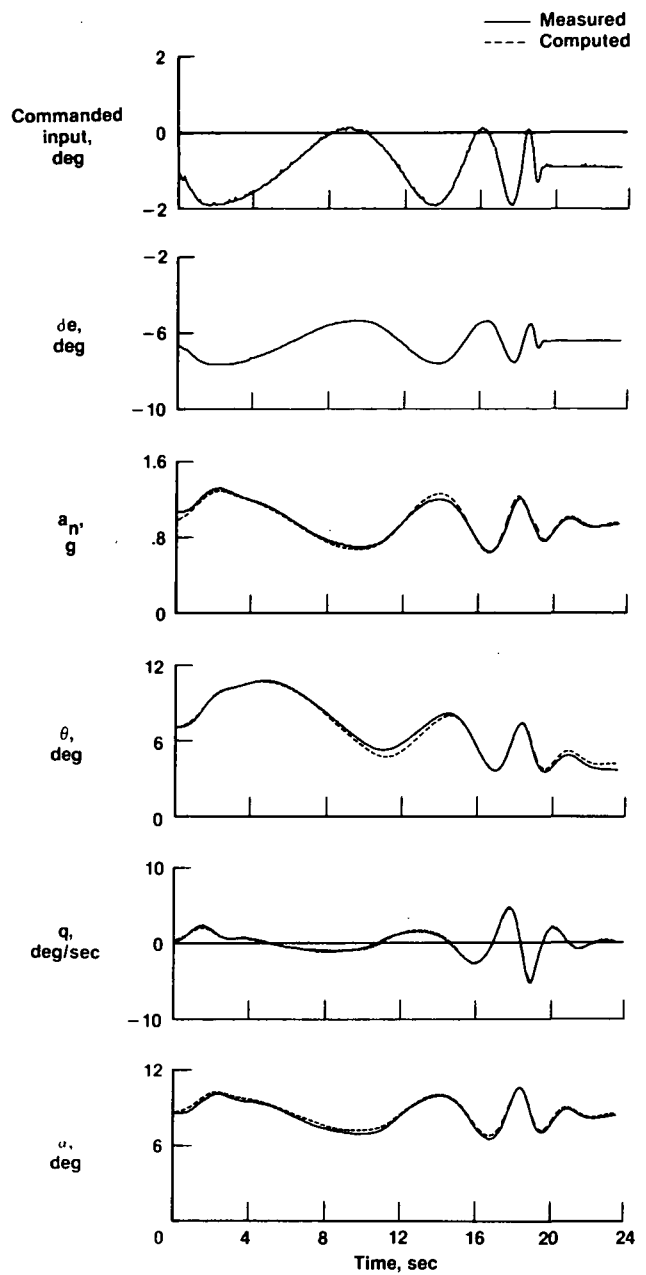 Measured
Computed
2
Commanded
input,
deg
0
−2
−2
δe,
deg
−6
−10
1.6
an,
g
.8
0
12
θ,
deg
6
0
10
q,
deg/sec
0
−10
12
α,
deg
6
0 4 8 12 16 20 24
Time, sec